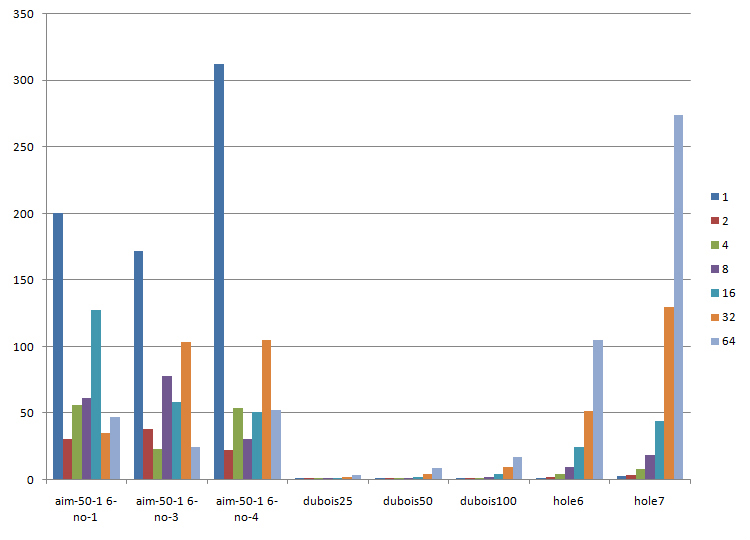 350
300
250
200
150
100
50
0
aim-50-1 6-
no-1
aim-50-1 6-
no-3
aim-50-1 6-
no-4
dubois25
dubois50
dubois100
hole6
hole7
1
2
4
8
16
32
64